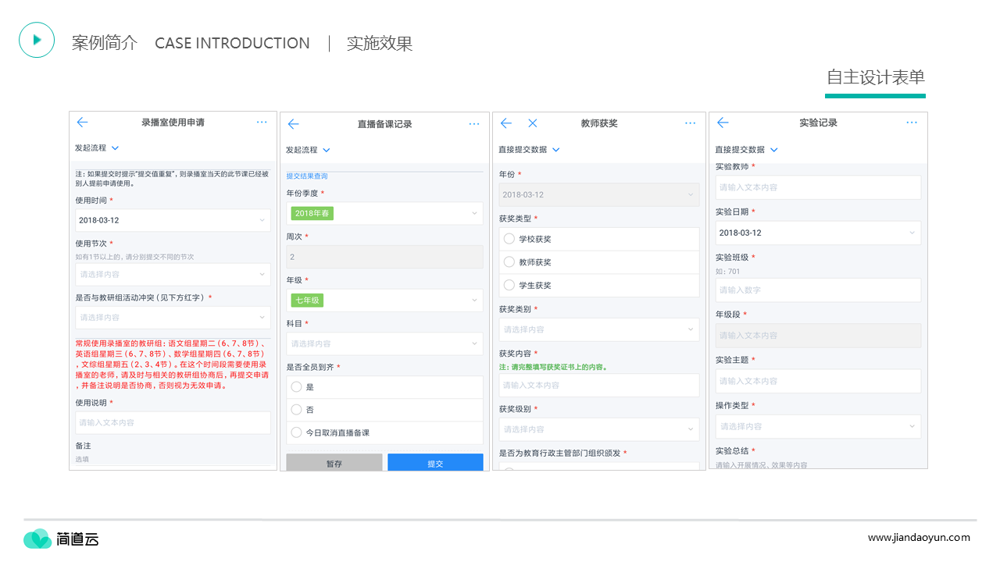 案例简介 CASE INTRODUCTION | 实施效果
自主设计表单
录播室使用申请
发起流程
注：如果提交时提示"提交值重复"，则录播室当天的此节课已经被
别人提前申请使用。
使用时间 *
2018-03-12
使用节次 *
如有1节以上的，请分别提交不同的节次
请选择内容
是否与教研组活动冲突（见下方红字） *
请选择内容
常规使用录播室的教研组：语文组星期二（6、7、8节）、
英语组星期三（6、7、8节）、数学组星期四（6、7、8节）
，文综组星期五（2、3、4节）。在这个时间段需要使用录
播室的老师，请及时与相关的教研组协商后，再提交申请
，并备注说明是否协商，否则视为无效申请。
使用说明 *
请输入文本内容
备注
选填
直播备课记录
发起流程
提交结果查询
年份季度 *
2018年春
周次 *
2
年级 *
七年级
科目 *
请选择内容
是否全员到齐 *
是
否
今日取消直播备课
暂存 提交
教师获奖
直接提交数据
年份 *
2018-03-12
获奖类型 *
学校获奖
教师获奖
学生获奖
获奖类别 *
请选择内容
获奖内容 *
注：请完整填写获奖证书上的内容。
请输入文本内容
获奖级别 *
请选择内容
是否为教育行政主管部门组织颁发 *
实验记录
直接提交数据
实验教师 *
请输入文本内容
实验日期 *
2018-03-12
实验班级 *
如：701
请输入数字
年级段 *
请输入文本内容
实验主题 *
请输入文本内容
操作类型 *
请选择内容
实验总结 *
请输入开展情况、效果等内容
简道云
www.jiandaoyun.com